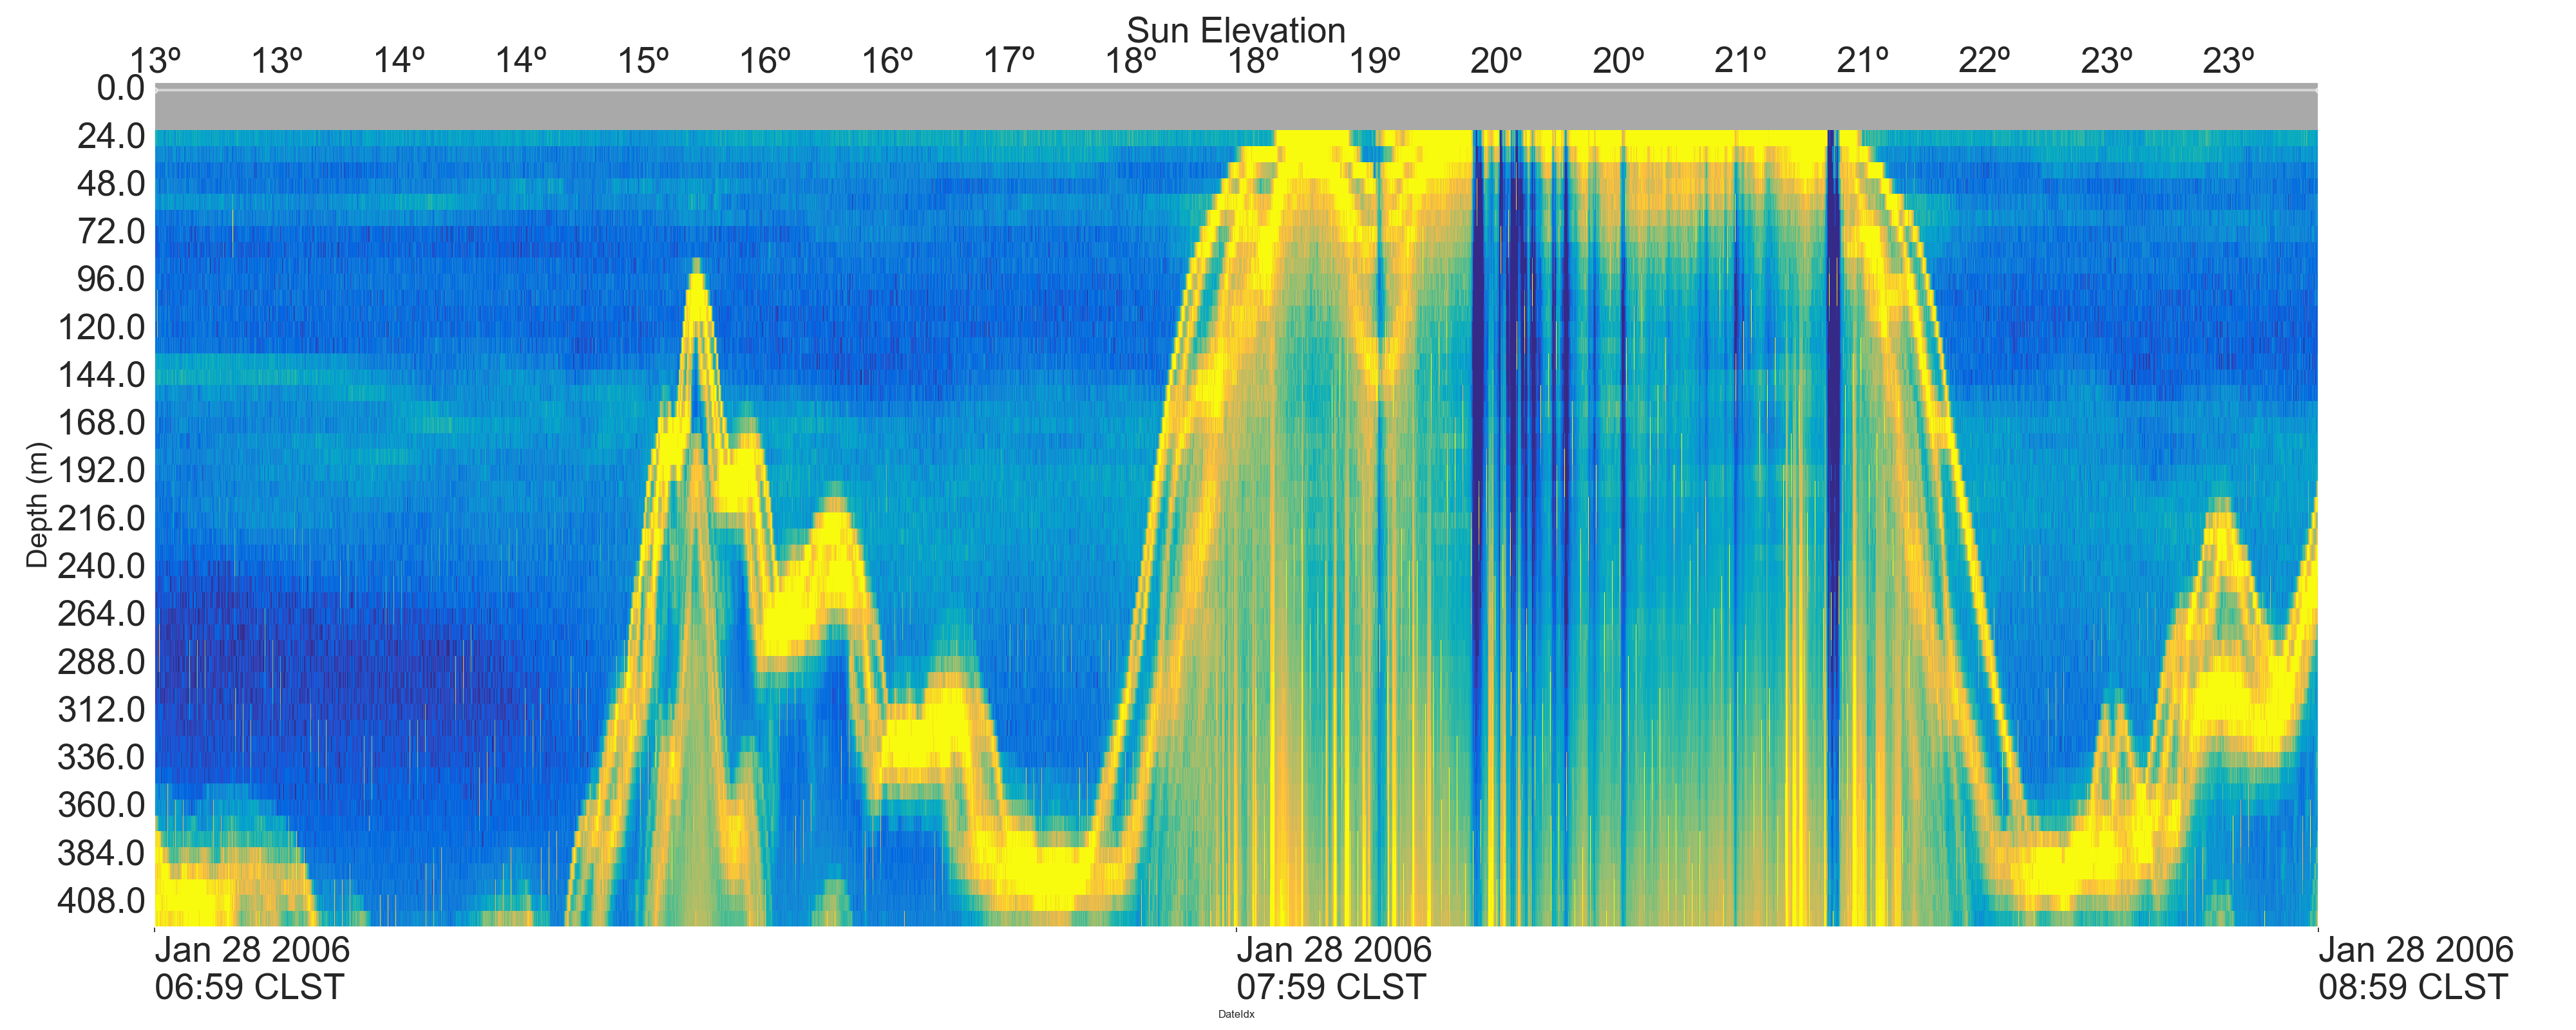 Sun Elevation
13º 13º 14º 14º 15º 16º 16º 17º 18º 18º 19º 20º 20º 21º 21º 22º 23º 23º
0.0
24.0
48.0
72.0
96.0
120.0
144.0
168.0
192.0
216.0
240.0
264.0
288.0
312.0
336.0
360.0
384.0
408.0
Depth (m)
Jan 28 2006
06:59 CLST
Jan 28 2006
07:59 CLST
Jan 28 2006
08:59 CLST
DateIdx